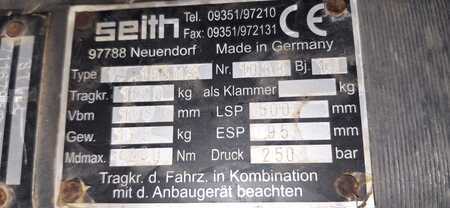 seith Tel. 09351/97210
Fax: 09351/972131 CE
97788 Neuendorf Made in Germany
Type Nr. Bj.
Tragkr. kg als Klammer kg
Vbm mm LSP 500 mm
Gew. kg ESP 95 mm
Mdmax. Nm Druck 250 bar
Tragkr. d. Fahrz. in Kombination
mit d. Anbaugerät beachten